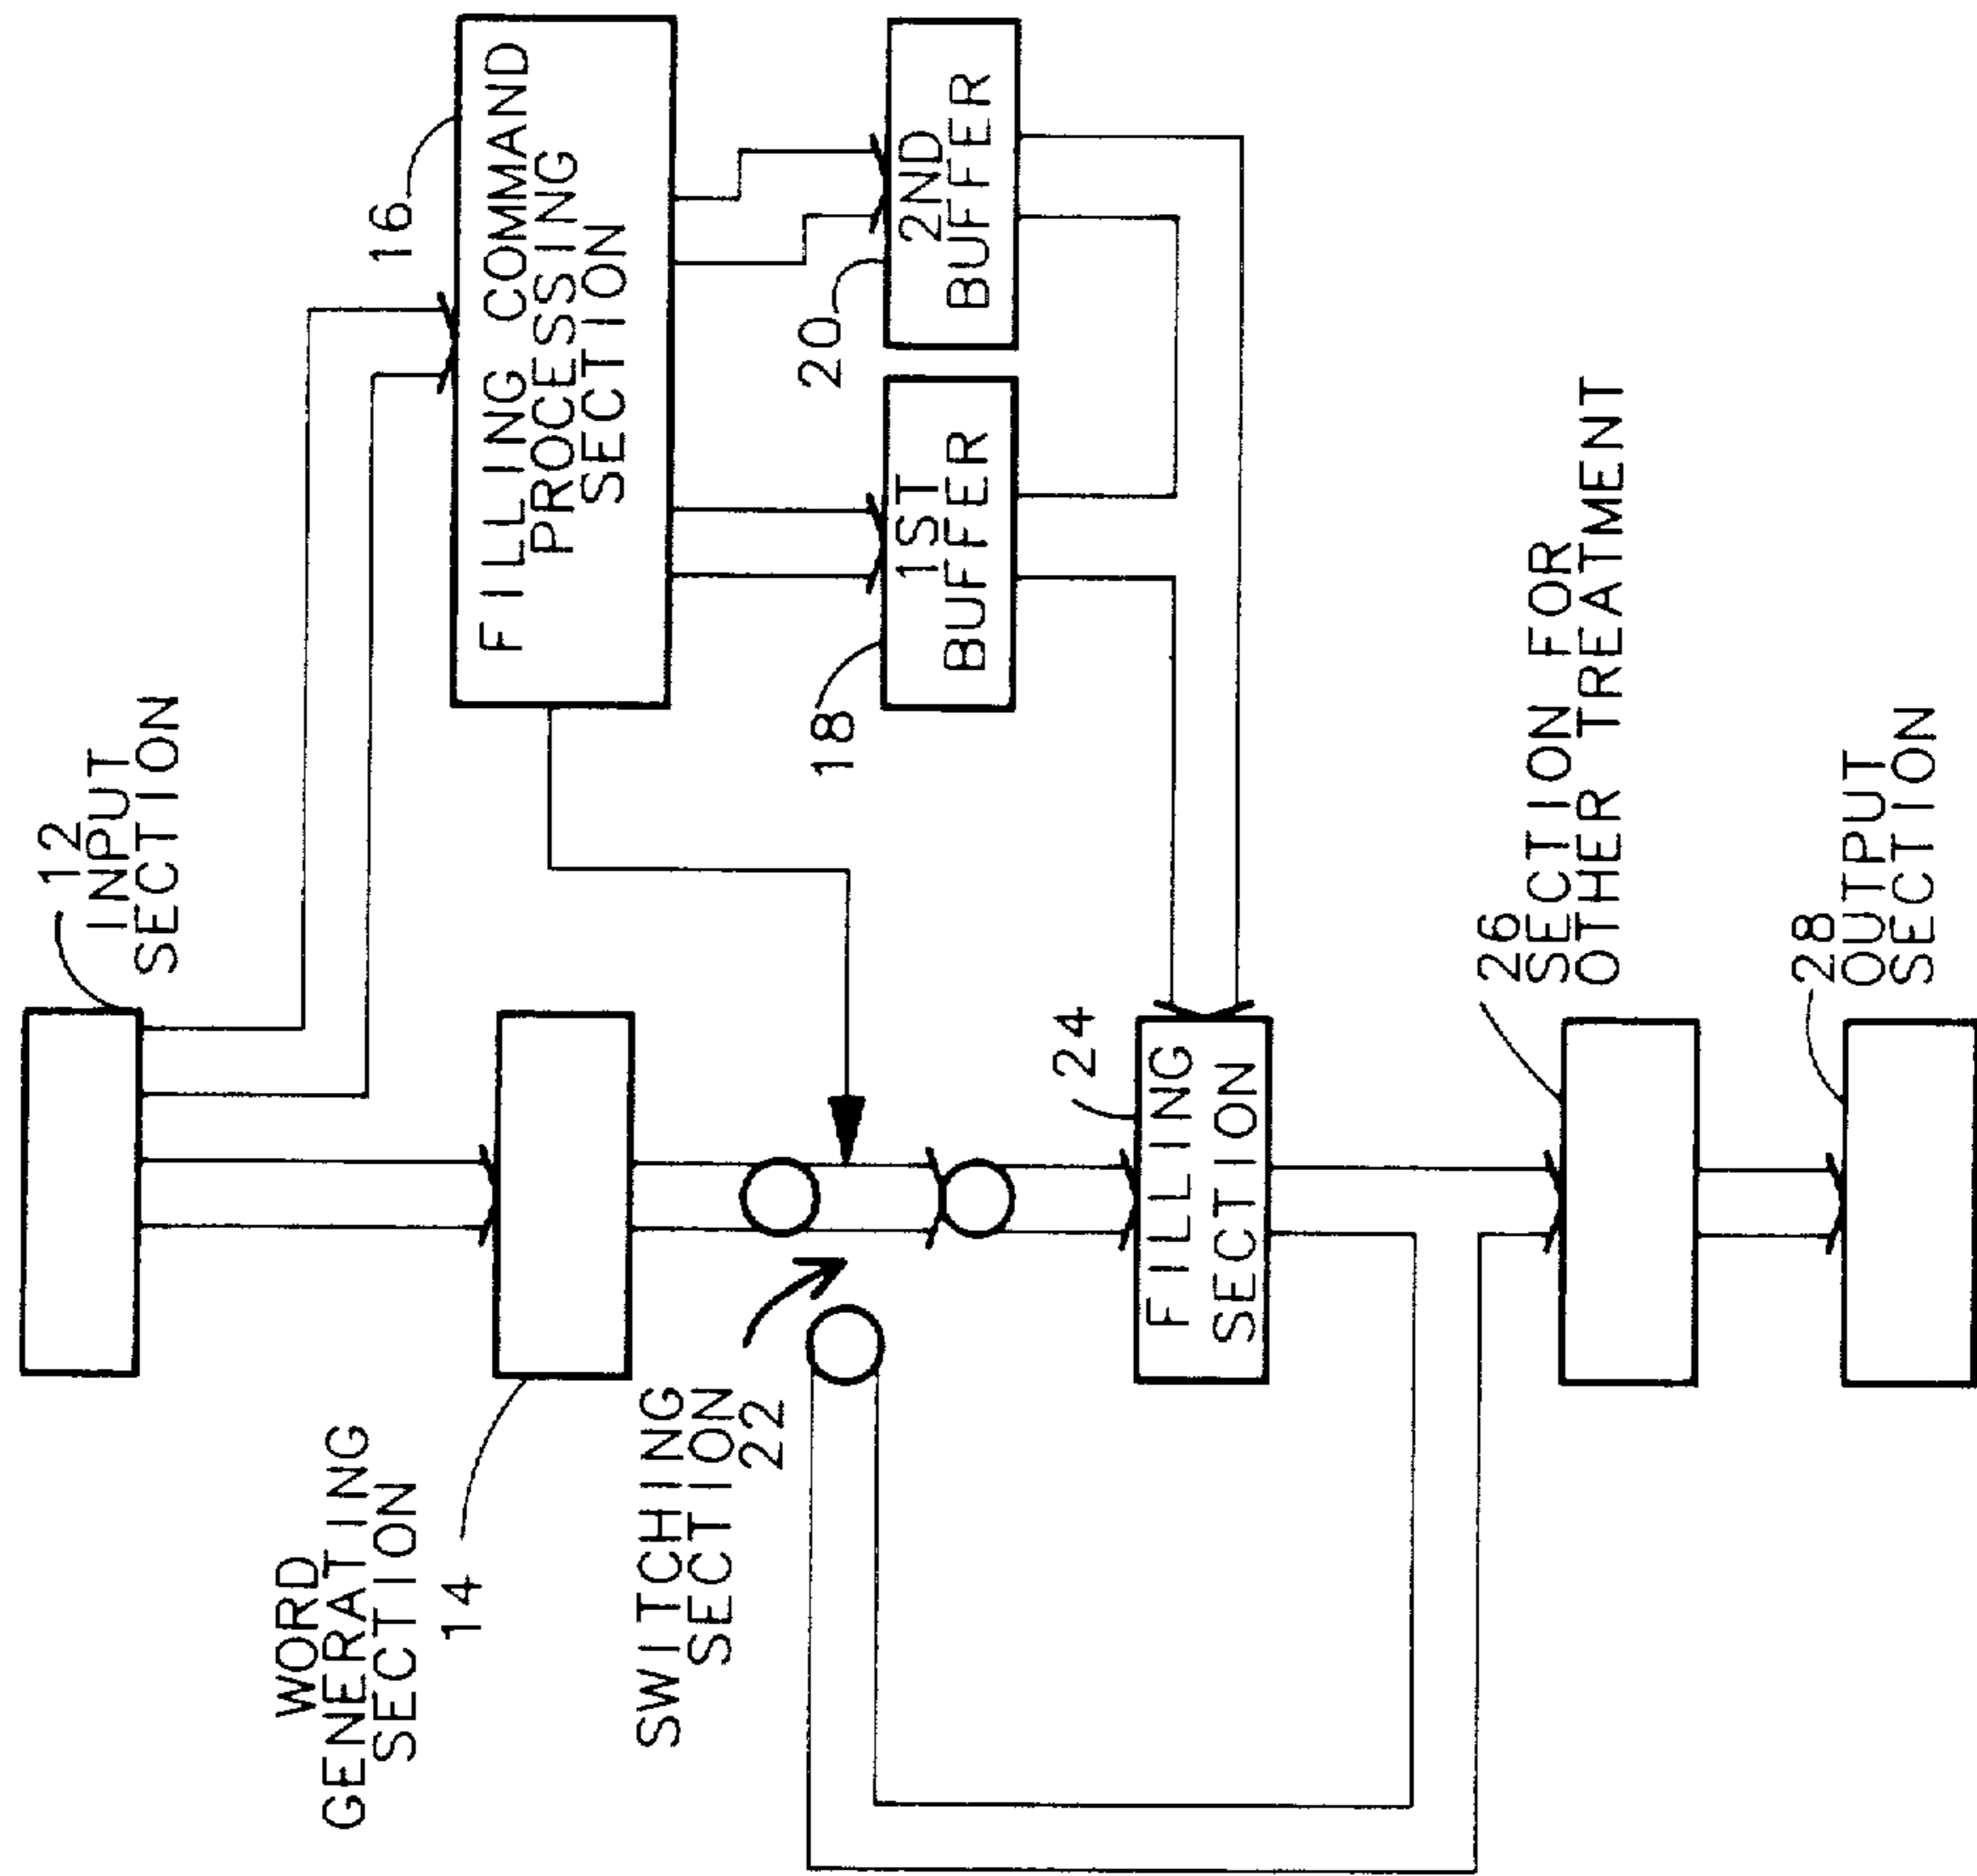 12
INPUT
SECTION
16
FILLING COMMAND
PROCESSING
SECTION
WORD
GENERATING
SECTION
14
18
1ST
BUFFER
20
2ND
BUFFER
SWITCHING
SECTION
22
24
FILLING
SECTION
26
SECTION FOR
OTHER TREATMENT
28
OUTPUT
SECTION